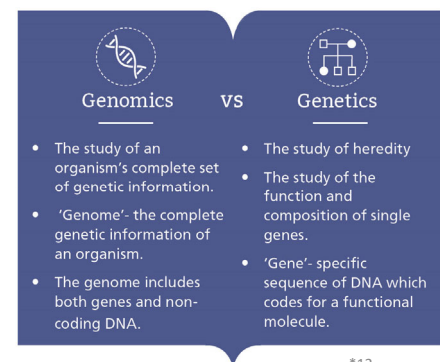 Genomics vs Genetics
• The study of an
organism's complete set
of genetic information.
• 'Genome'- the complete
genetic information of
an organism.
• The genome includes
both genes and non-
coding DNA.
• The study of heredity
• The study of the
function and
composition of single
genes.
• 'Gene'- specific
sequence of DNA which
codes for a functional
molecule.